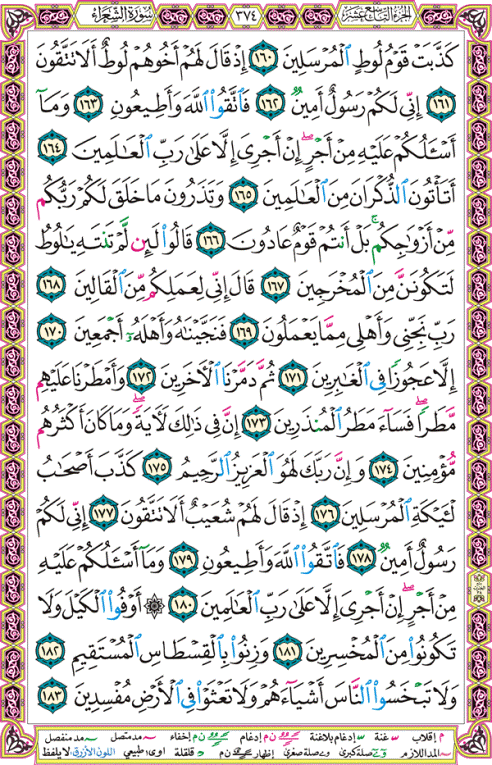 الجزء التاسع عشر ٣٧٤ سورة الشعراء
كَذَّبَتْ قَوْمُ لُوطٍ ٱلْمُرْسَلِينَ ١٦٠ إِذْ قَالَ لَهُمْ أَخُوهُمْ لُوطٌ أَلَا تَتَّقُونَ
١٦١ إِنِّى لَكُمْ رَسُولٌ أَمِينٌ ١٦٢ فَٱتَّقُوا۟ ٱللَّهَ وَأَطِيعُونِ ١٦٣ وَمَآ
أَسْـَٔلُكُمْ عَلَيْهِ مِنْ أَجْرٍ ۖ إِنْ أَجْرِىَ إِلَّا عَلَىٰ رَبِّ ٱلْعَـٰلَمِينَ ١٦٤
أَتَأْتُونَ ٱلذُّكْرَانَ مِنَ ٱلْعَـٰلَمِينَ ١٦٥ وَتَذَرُونَ مَا خَلَقَ لَكُمْ رَبُّكُم
مِّنْ أَزْوَٰجِكُم ۚ بَلْ أَنتُمْ قَوْمٌ عَادُونَ ١٦٦ قَالُوا۟ لَئِن لَّمْ تَنتَهِ يَـٰلُوطُ
لَتَكُونَنَّ مِنَ ٱلْمُخْرَجِينَ ١٦٧ قَالَ إِنِّى لِعَمَلِكُم مِّنَ ٱلْقَالِينَ ١٦٨
رَبِّ نَجِّنِى وَأَهْلِى مِمَّا يَعْمَلُونَ ١٦٩ فَنَجَّيْنَـٰهُ وَأَهْلَهُۥٓ أَجْمَعِينَ ١٧٠
إِلَّا عَجُوزًا فِى ٱلْغَـٰبِرِينَ ١٧١ ثُمَّ دَمَّرْنَا ٱلْـَٔاخَرِينَ ١٧٢ وَأَمْطَرْنَا عَلَيْهِم
مَّطَرًا ۖ فَسَآءَ مَطَرُ ٱلْمُنذَرِينَ ١٧٣ إِنَّ فِى ذَٰلِكَ لَـَٔايَةً ۖ وَمَا كَانَ أَكْثَرُهُم
مُّؤْمِنِينَ ١٧٤ وَإِنَّ رَبَّكَ لَهُوَ ٱلْعَزِيزُ ٱلرَّحِيمُ ١٧٥ كَذَّبَ أَصْحَـٰبُ
لْـَٔيْكَةِ ٱلْمُرْسَلِينَ ١٧٦ إِذْ قَالَ لَهُمْ شُعَيْبٌ أَلَا تَتَّقُونَ ١٧٧ إِنِّى لَكُمْ
رَسُولٌ أَمِينٌ ١٧٨ فَٱتَّقُوا۟ ٱللَّهَ وَأَطِيعُونِ ١٧٩ وَمَآ أَسْـَٔلُكُمْ عَلَيْهِ
مِنْ أَجْرٍ ۖ إِنْ أَجْرِىَ إِلَّا عَلَىٰ رَبِّ ٱلْعَـٰلَمِينَ ١٨٠ ۞ أَوْفُوا۟ ٱلْكَيْلَ وَلَا
تَكُونُوا۟ مِنَ ٱلْمُخْسِرِينَ ١٨١ وَزِنُوا۟ بِٱلْقِسْطَاسِ ٱلْمُسْتَقِيمِ ١٨٢
وَلَا تَبْخَسُوا۟ ٱلنَّاسَ أَشْيَآءَهُمْ وَلَا تَعْثَوْا۟ فِى ٱلْأَرْضِ مُفْسِدِينَ ١٨٣
م إقلاب غنة إدغام بلاغنة ن م إدغام ن م إخفاء مد متصل مد منفصل
المد اللازم صلة كبرى صلة صغرى إظهار ن م قلقلة اوى: طبيعي اللون الأزرق: لا يلفظ